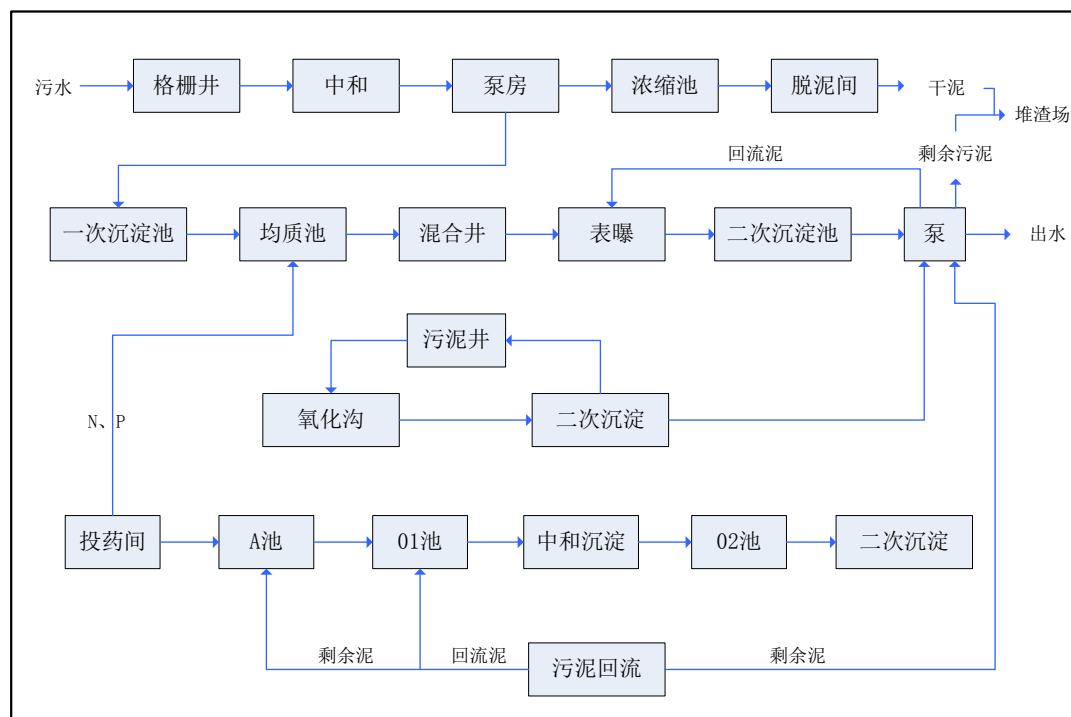 污水
格栅井
中和
泵房
浓缩池
脱泥间
干泥
堆渣场
回流泥
剩余污泥
一次沉淀池
均质池
混合井
表曝
二次沉淀池
泵
出水
污泥井
氧化沟
二次沉淀
N、P
投药间
A池
O1池
中和沉淀
O2池
二次沉淀
剩余泥
回流泥
污泥回流
剩余泥